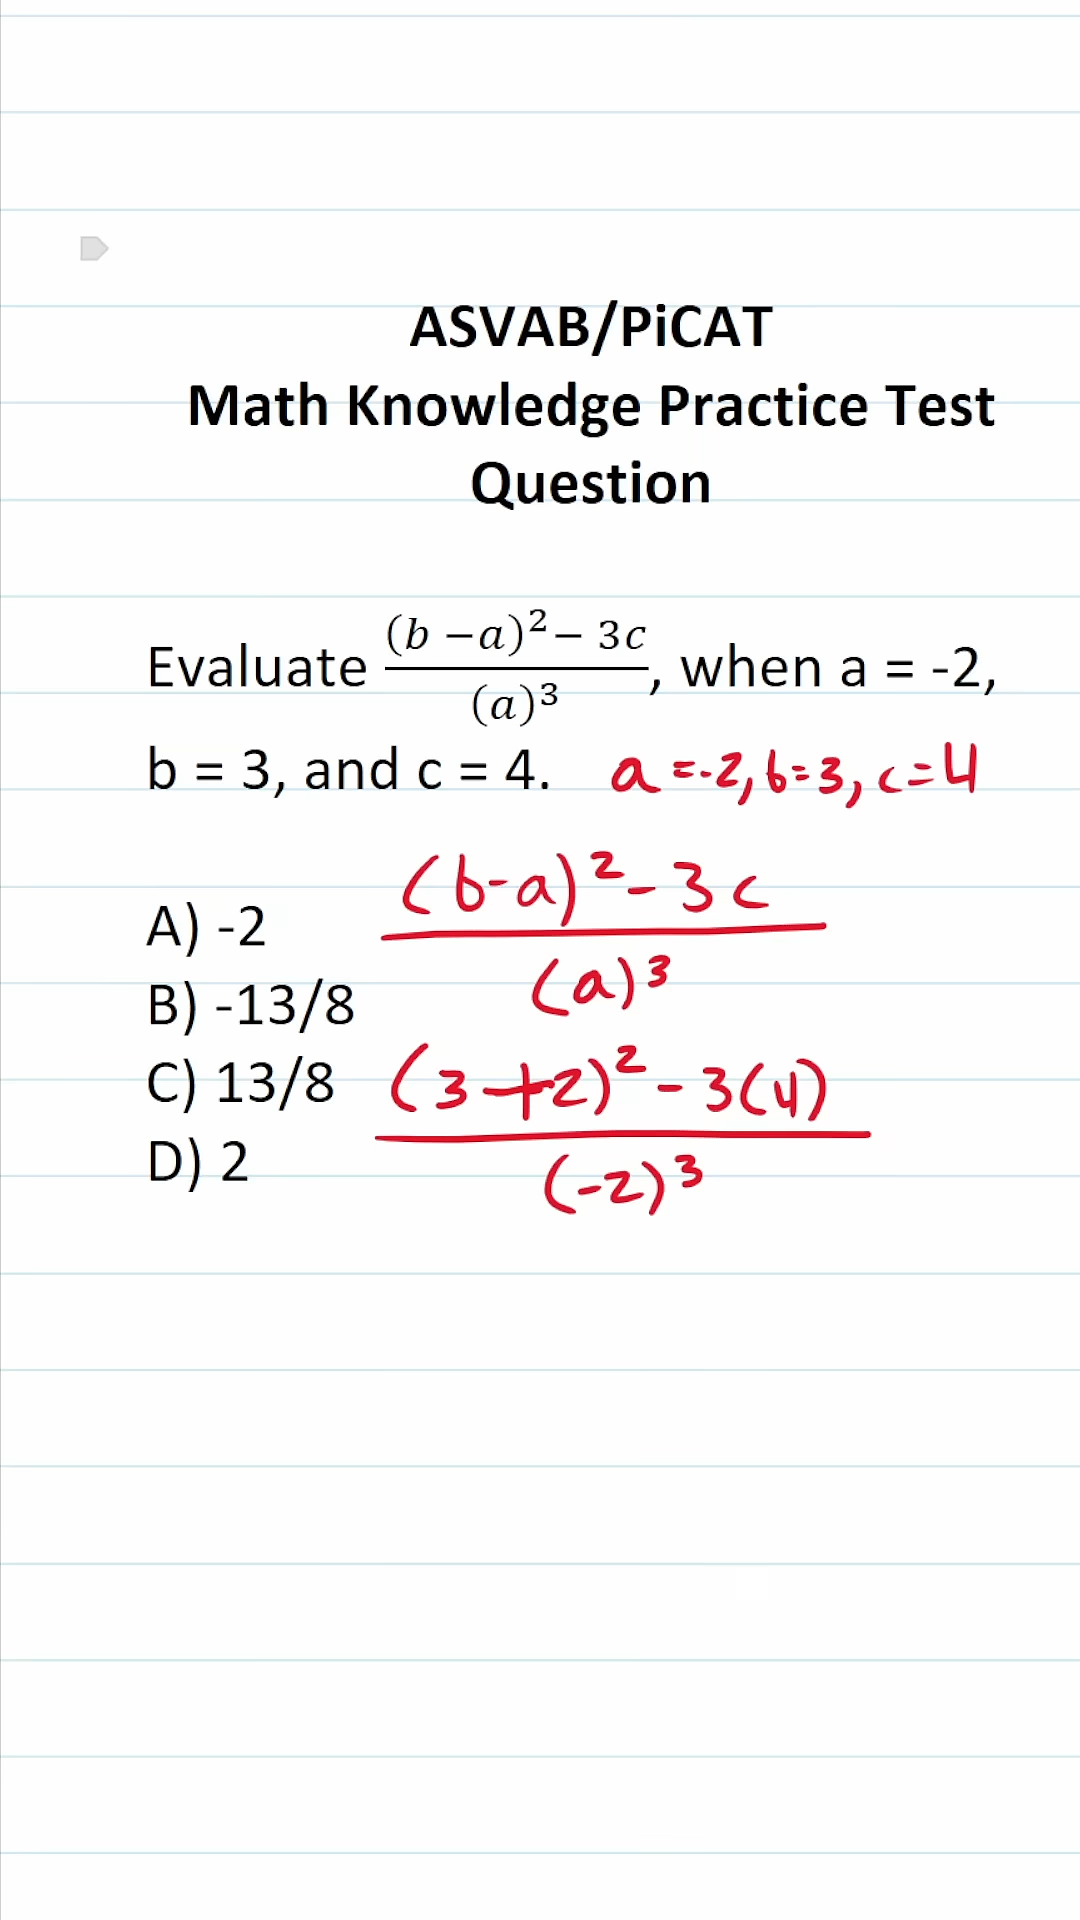 ASVAB/PiCAT
Math Knowledge Practice Test
Question
Evaluate \frac{(b −a)^2− 3c}{(a)^3}, when a = -2,
b = 3, and c = 4. a=-2, b=3, c=4
(b-a)^2-3c
(a)^3
A) -2
B) -13/8
C) 13/8
D) 2
(3+2)^2-3(4)
(-2)^3